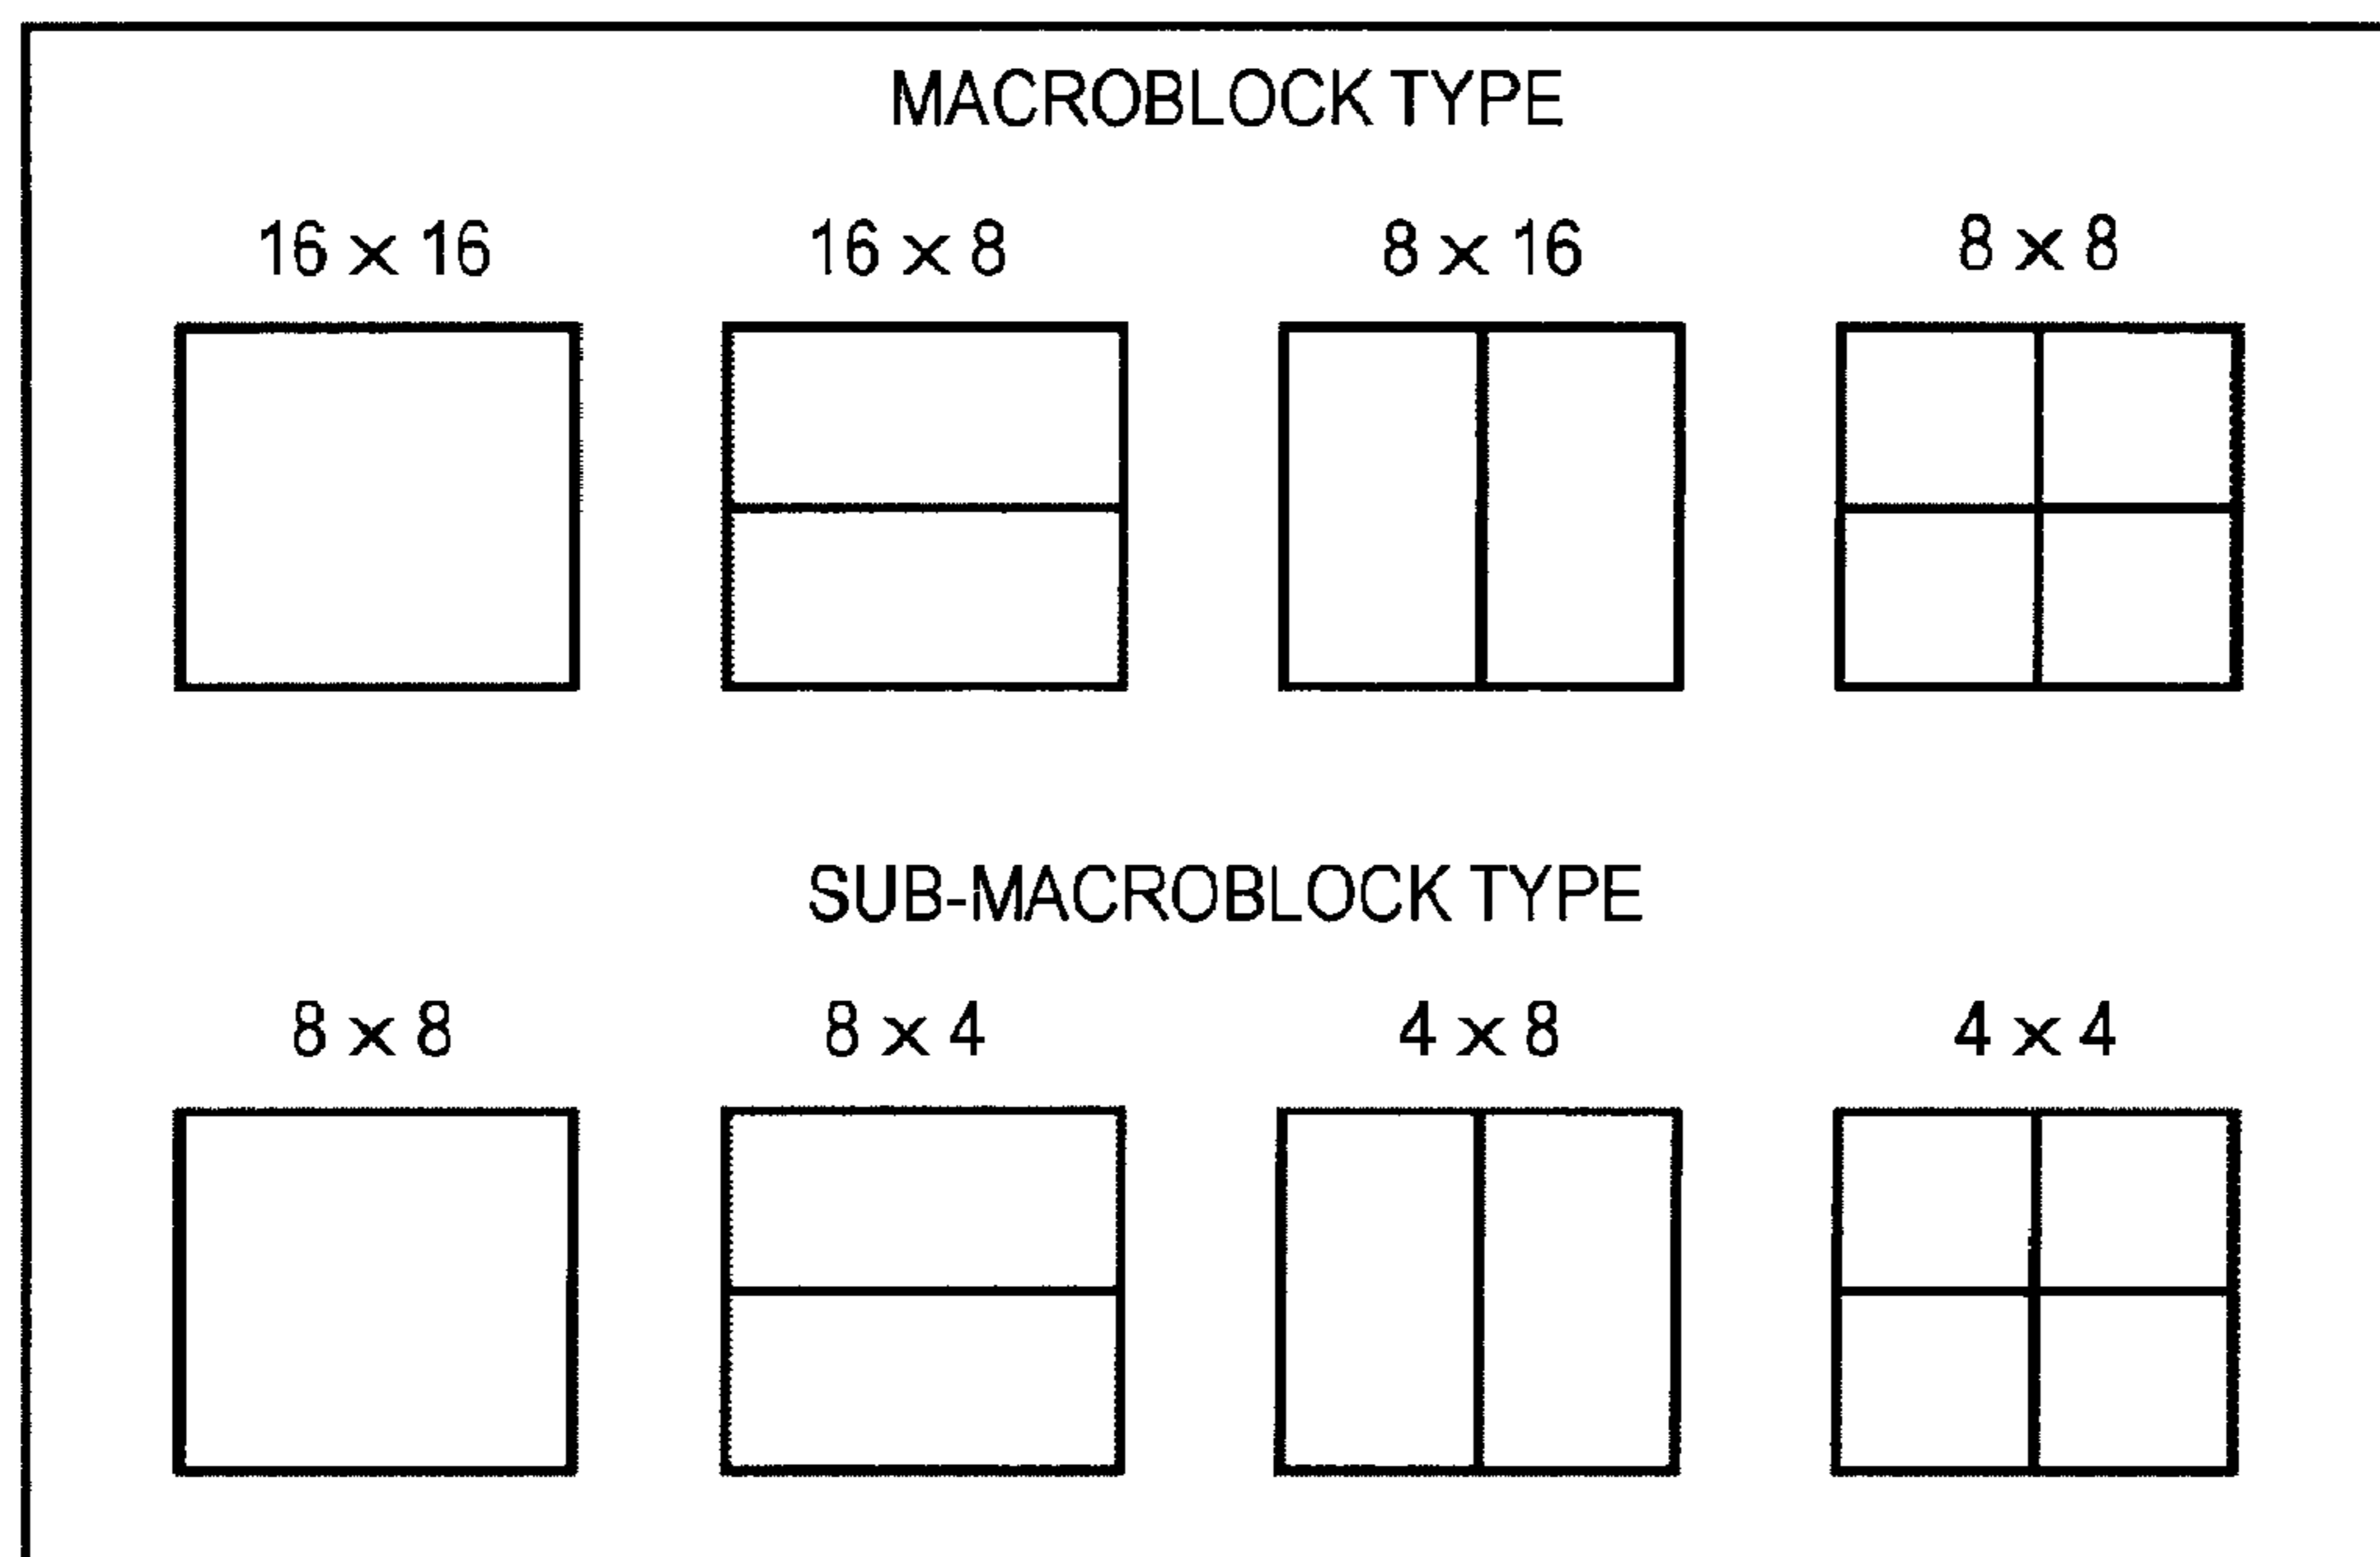 MACROBLOCK TYPE
16 × 16 16 × 8 8 × 16 8 × 8
SUB-MACROBLOCK TYPE
8 × 8 8 × 4 4 × 8 4 × 4